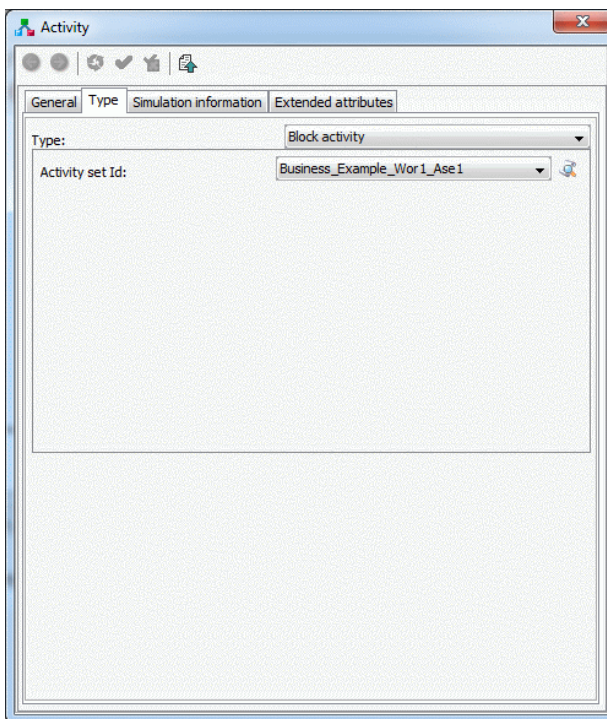 Activity
General Type Simulation information Extended attributes
Type: Block activity
Activity set Id: Business_Example_Wor1_Ase1